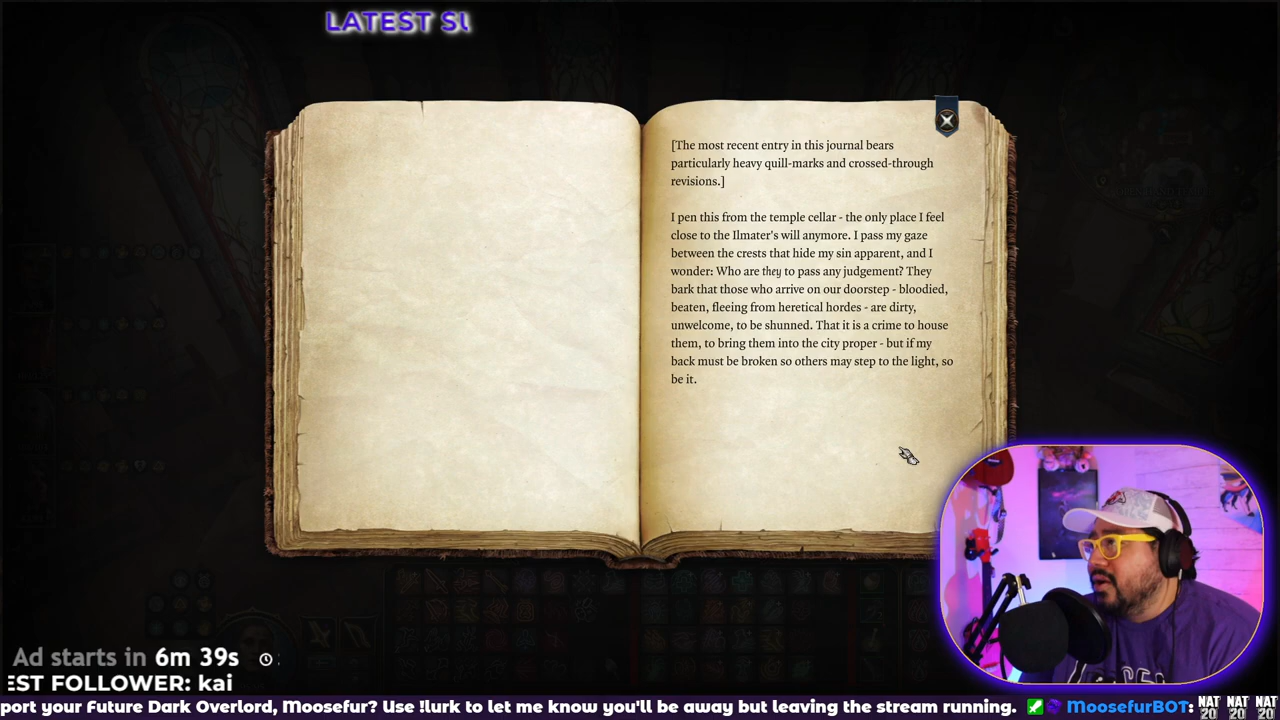 LATEST SU
[The most recent entry in this journal bears
particularly heavy quill-marks and crossed-through
revisions.]
I pen this from the temple cellar - the only place I feel
close to the Ilmater's will anymore. I pass my gaze
between the crests that hide my sin apparent, and I
wonder: Who are they to pass any judgement? They
bark that those who arrive on our doorstep - bloodied,
beaten, fleeing from heretical hordes - are dirty,
unwelcome, to be shunned. That it is a crime to house
them, to bring them into the city proper - but if my
back must be broken so others may step to the light, so
be it.
Ad starts in 6m 39s
EST FOLLOWER: kai
port your Future Dark Overlord, Moosefur? Use !lurk to let me know you'll be away but leaving the stream running. MoosefurBOT: NAT 20 NAT 20 NAT 20